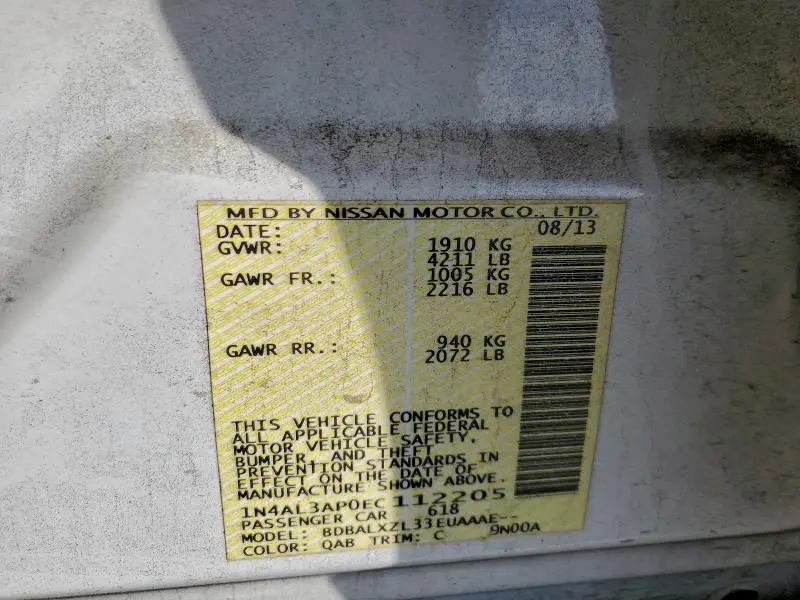 MFD BY NISSAN MOTOR CO., LTD.
DATE: 08/13
GVWR: 1910 KG
4211 LB
GAWR FR.: 1005 KG
2216 LB
GAWR RR.: 940 KG
2072 LB
THIS VEHICLE CONFORMS TO
ALL APPLICABLE FEDERAL
MOTOR VEHICLE SAFETY,
BUMPER, AND THEFT
PREVENTION STANDARDS IN
EFFECT ON THE DATE OF
MANUFACTURE SHOWN ABOVE.
1N4AL3AP0EC112205
PASSENGER CAR 618
MODEL: BDBALXZL33EUAAAE--
COLOR: QAB TRIM: C 9N00A